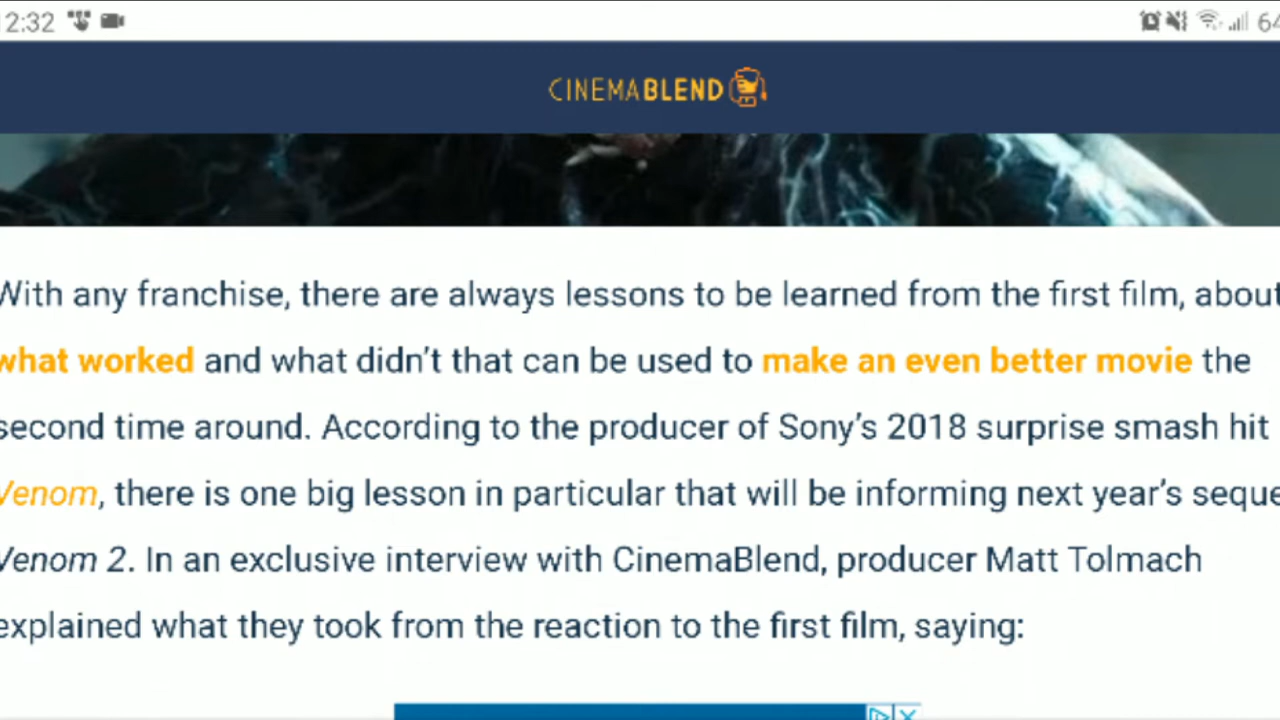 2:32
64
CINEMABLEND
With any franchise, there are always lessons to be learned from the first film, about
what worked and what didn't that can be used to make an even better movie the
second time around. According to the producer of Sony's 2018 surprise smash hit
Venom, there is one big lesson in particular that will be informing next year's seque
Venom 2. In an exclusive interview with CinemaBlend, producer Matt Tolmach
explained what they took from the reaction to the first film, saying: